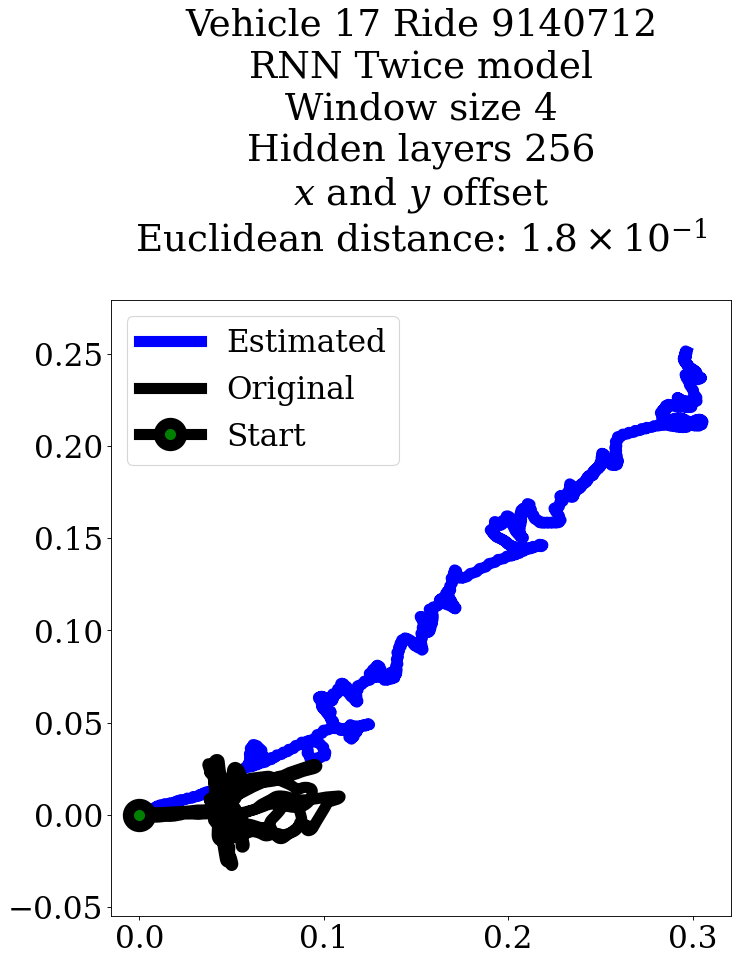 Vehicle 17 Ride 9140712
RNN Twice model
Window size 4
Hidden layers 256
x and y offset
Euclidean distance: 1.8 × 10⁻¹
Estimated
Original
Start
0.25
0.20
0.15
0.10
0.05
0.00
−0.05
0.0 0.1 0.2 0.3